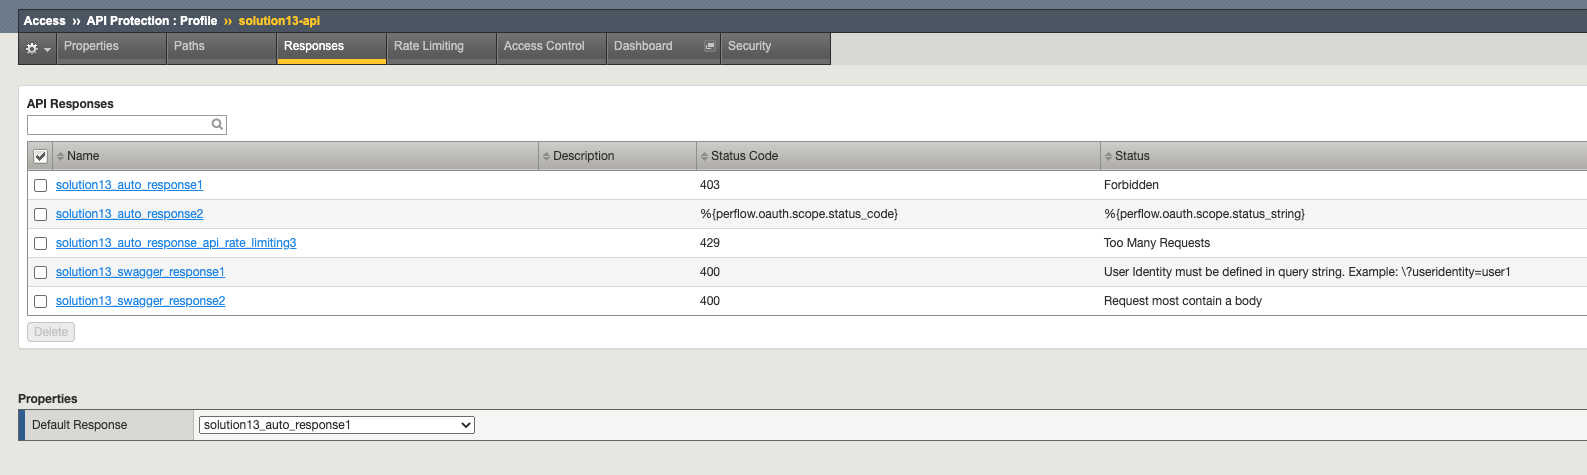 Access ›› API Protection : Profile ›› solution13-api
Properties Paths Responses Rate Limiting Access Control Dashboard Security
API Responses
Name Description Status Code Status
solution13_auto_response1 403 Forbidden
solution13_auto_response2 %{perflow.oauth.scope.status_code} %{perflow.oauth.scope.status_string}
solution13_auto_response_api_rate_limiting3 429 Too Many Requests
solution13_swagger_response1 400 User Identity must be defined in query string. Example: \?useridentity=user1
solution13_swagger_response2 400 Request most contain a body
Delete
Properties
Default Response solution13_auto_response1